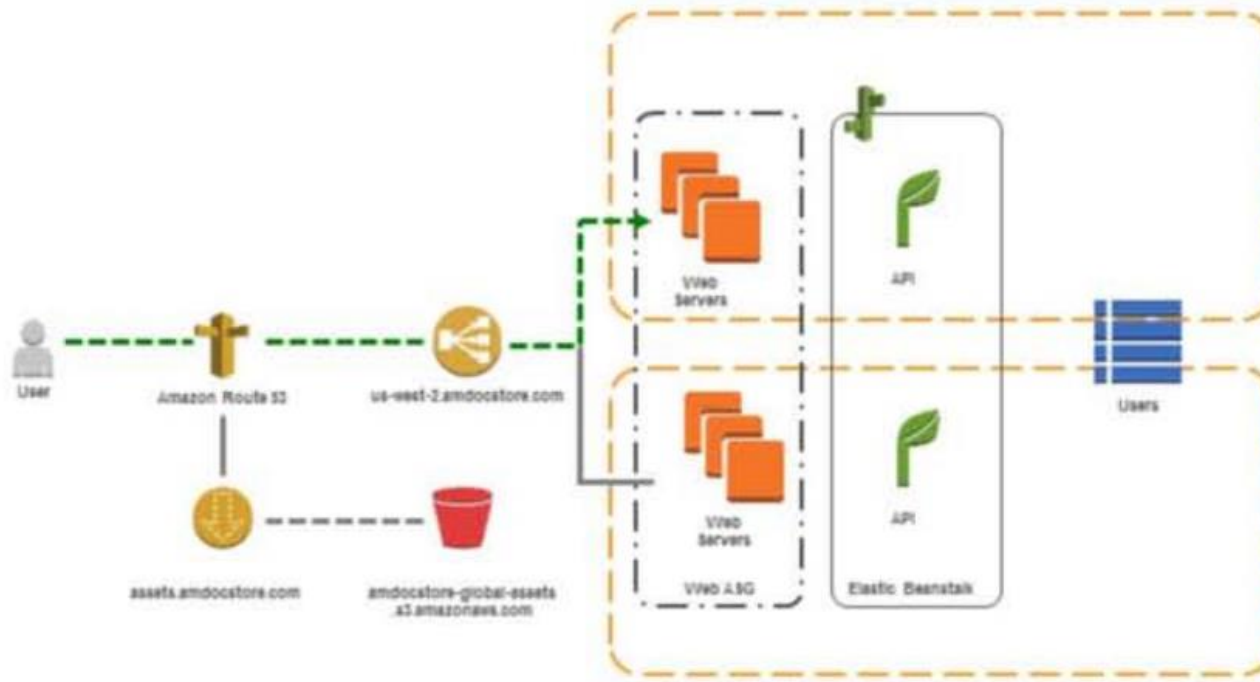 Web
Servers
API
User
Amazon Route 53
us-west-2.amdocstore.com
Users
Web
Servers
API
assets.amdocstore.com
amdocstore-global-assets
.s3.amazonaws.com
Web ASG
Elastic Beanstalk